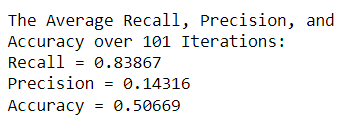 The Average Recall, Precision, and
Accuracy over 101 Iterations:
Recall = 0.83867
Precision = 0.14316
Accuracy = 0.50669